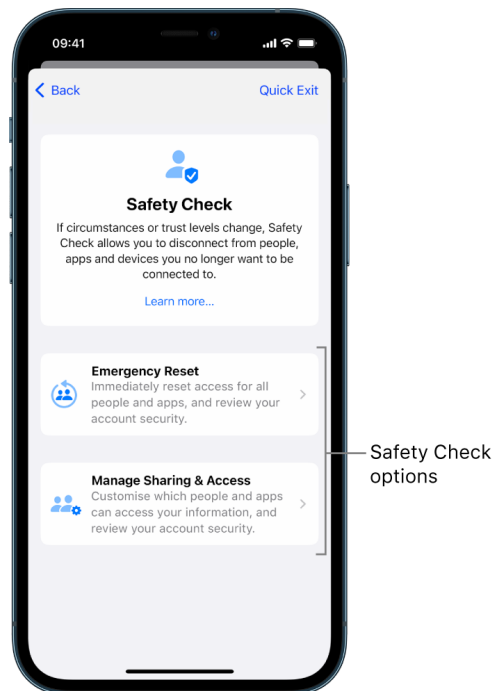 09:41
Back
Quick Exit
Safety Check
If circumstances or trust levels change, Safety
Check allows you to disconnect from people,
apps and devices you no longer want to be
connected to.
Learn more...
Emergency Reset
Immediately reset access for all
people and apps, and review your
account security.
Manage Sharing & Access
Customise which people and apps
can access your information, and
review your account security.
Safety Check
options